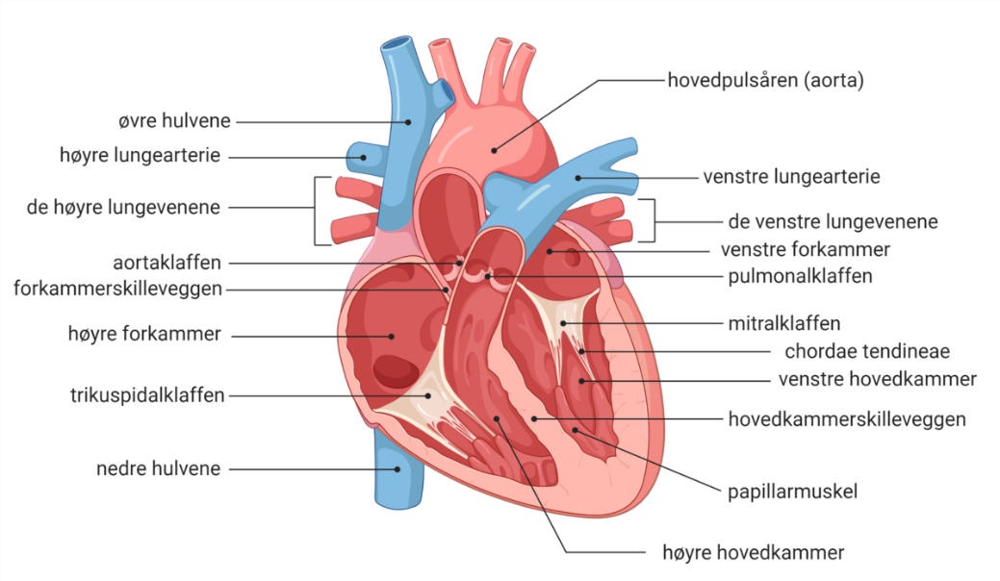 øvre hulvene
høyre lungearterie
de høyre lungevenene
aortaklaffen
forkammerskilleveggen
høyre forkammer
trikuspidalklaffen
nedre hulvene
hovedpulsåren (aorta)
venstre lungearterie
de venstre lungevenene
venstre forkammer
pulmonalklaffen
mitralklaffen
chordae tendineae
venstre hovedkammer
hovedkammerskilleveggen
papillarmuskel
høyre hovedkammer